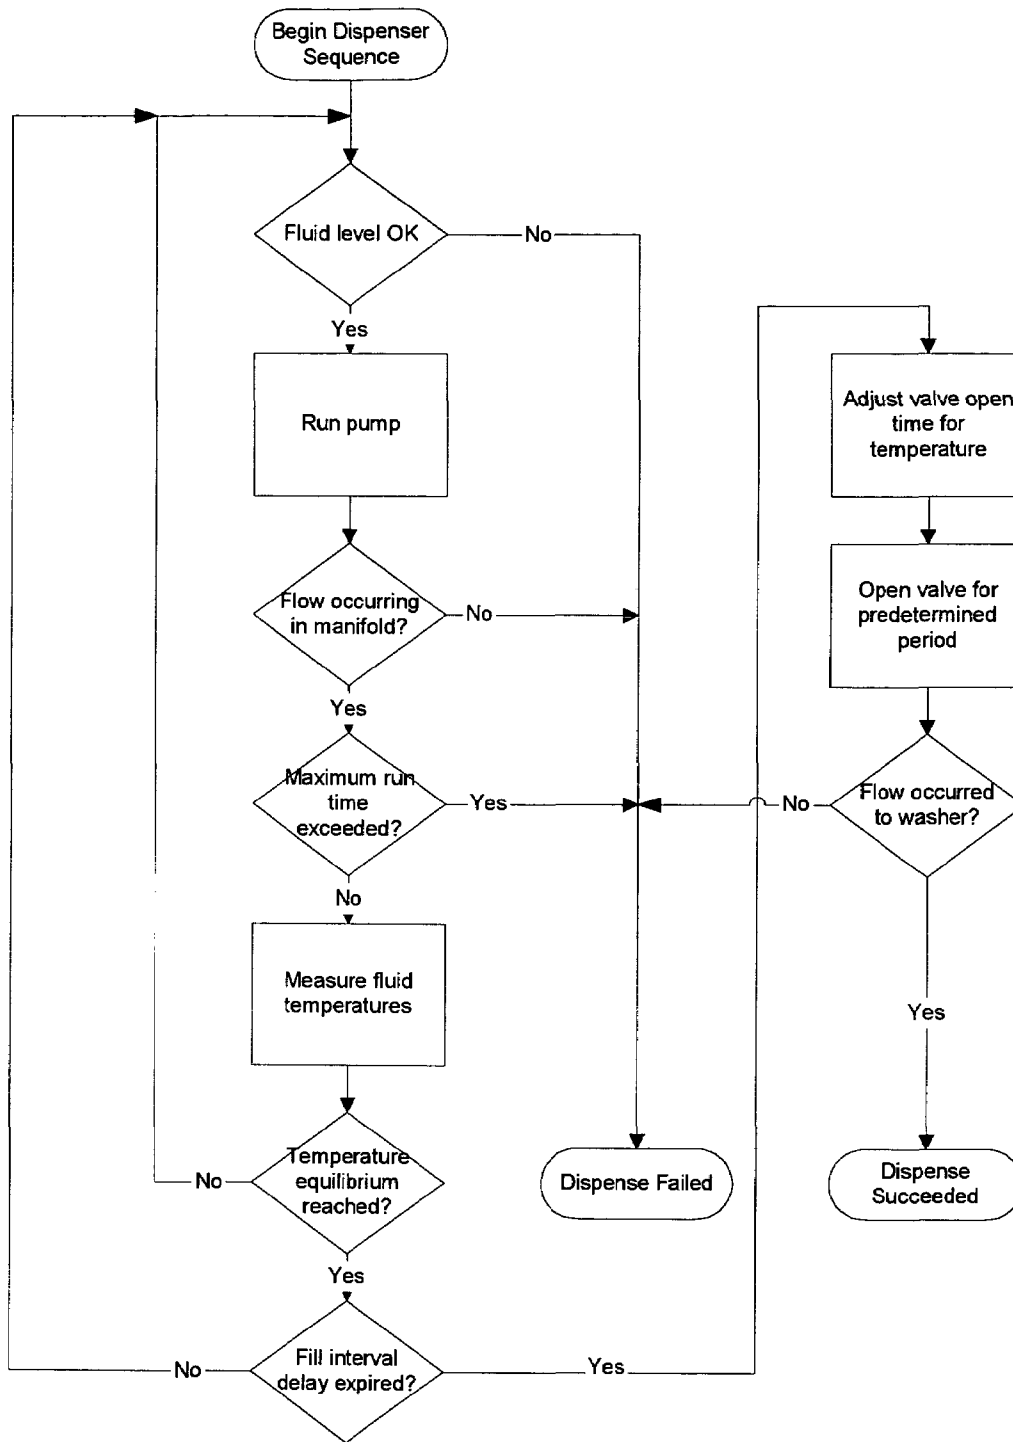 Begin Dispenser
Sequence
Fluid level OK
No
Yes
Run pump
Flow occurring
in manifold?
No
Yes
Maximum run
time
exceeded?
Yes
No
Measure fluid
temperatures
Temperature
equilibrium
reached?
No
Yes
Fill interval
delay expired?
No
Yes
Adjust valve open
time for
temperature
Open valve for
predetermined
period
Flow occurred
to washer?
No
Yes
Dispense Failed
Dispense
Succeeded